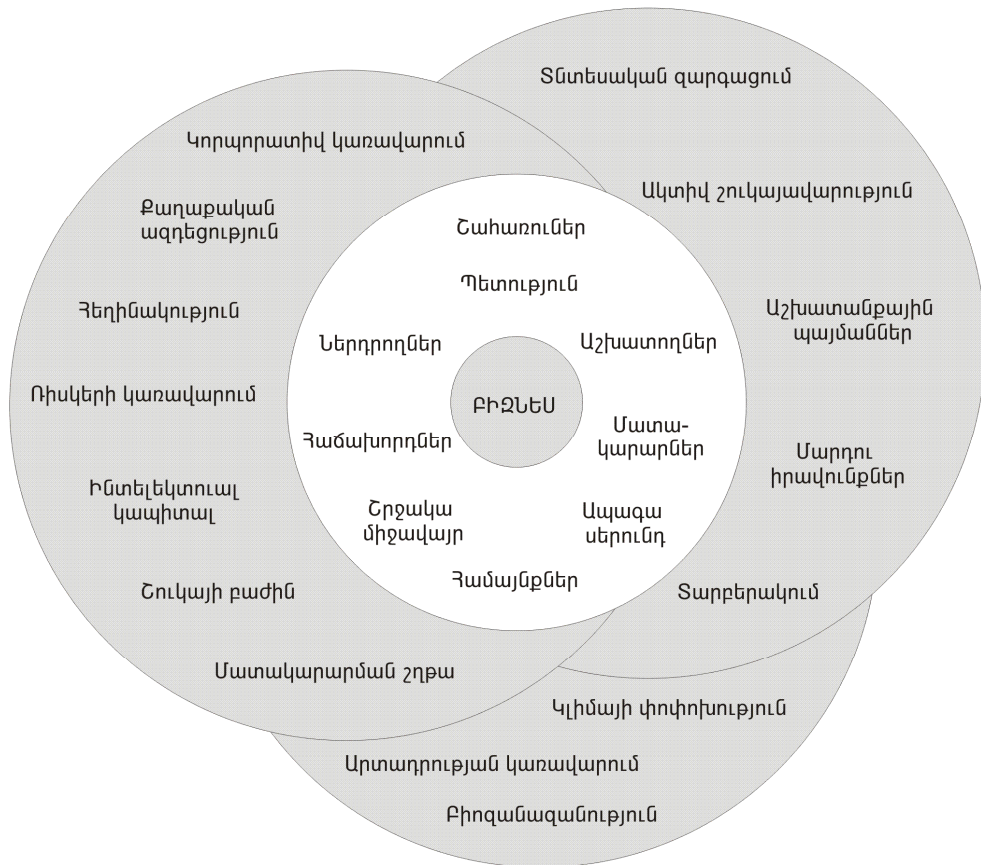 Տնտեսական զարգացում
Կորպորատիվ կառավարում
Ակտիվ շուկայավարություն
Քաղաքական
ազդեցություն
Շահառուներ
Պետություն
Հեղինակություն
Աշխատանքային
պայմաններ
Ներդրողներ
Աշխատողներ
Ռիսկերի կառավարում
ԲԻԶՆԵՍ
Հաճախորդներ
Մատա-
կարարներ
Մարդու
իրավունքներ
Ինտելեկտուալ
կապիտալ
Շրջակա
միջավայր
Ապագա
սերունդ
Համայնքներ
Շուկայի բաժին
Տարբերակում
Մատակարարման շղթա
Կլիմայի փոփոխություն
Արտադրության կառավարում
Բիոզանազանություն